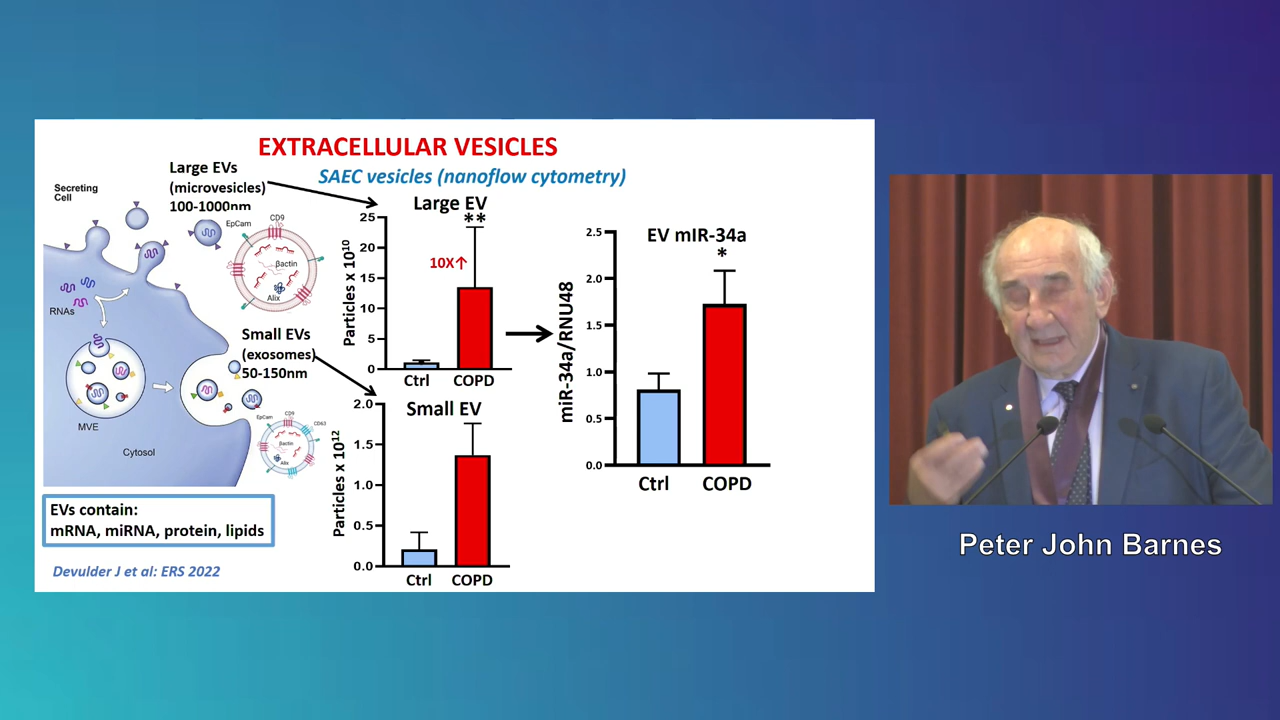 EXTRACELLULAR VESICLES
SAEC vesicles (nanoflow cytometry)
Large EVs
(microvesicles)
100-1000nm
Secreting
Cell
EpCam
CD9
βactin
Alix
RNAs
MVE
Cytosol
Small EVs
(exosomes)
50-150nm
EpCam
CD9
CD63
βactin
Alix
EVs contain:
mRNA, miRNA, protein, lipids
Devulder J et al: ERS 2022
Large EV
**
10X↑
Particles x 10¹⁰
25
20
15
10
5
0
Ctrl COPD
Small EV
Particles x 10¹²
2.0
1.5
1.0
0.5
0.0
Ctrl COPD
EV miR-34a
*
miR-34a/RNU48
2.5
2.0
1.5
1.0
0.5
0.0
Ctrl COPD
Peter John Barnes